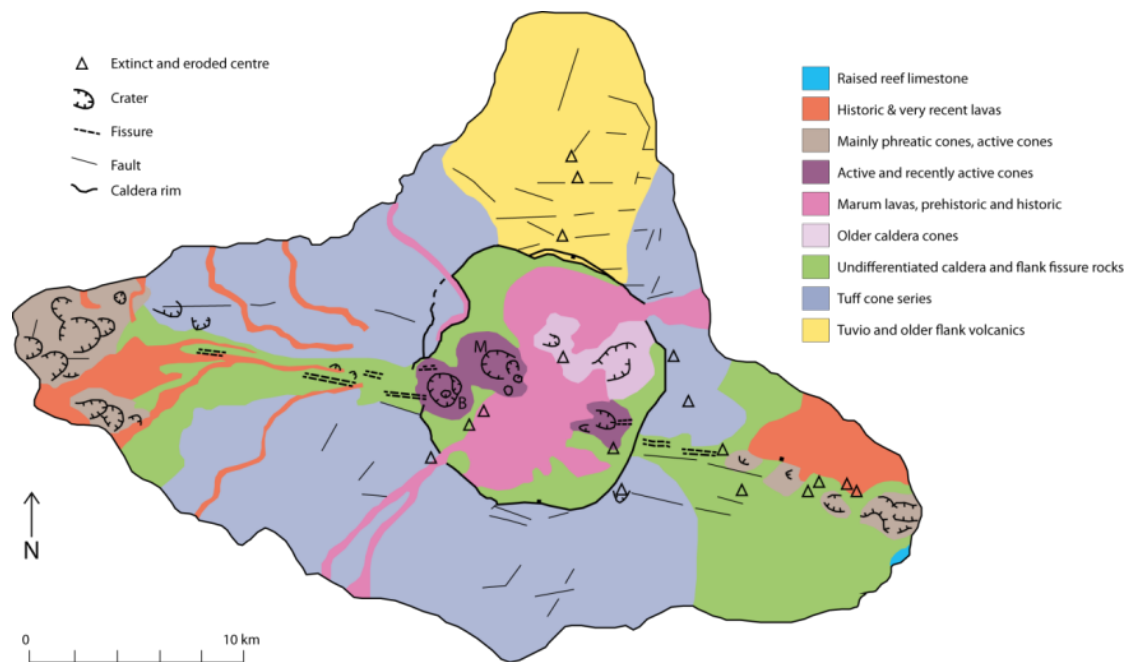 Extinct and eroded centre
Crater
Fissure
Fault
Caldera rim
Raised reef limestone
Historic & very recent lavas
Mainly phreatic cones, active cones
Active and recently active cones
Marum lavas, prehistoric and historic
Older caldera cones
Undifferentiated caldera and flank fissure rocks
Tuff cone series
Tuvio and older flank volcanics
M
B
N
0 10 km